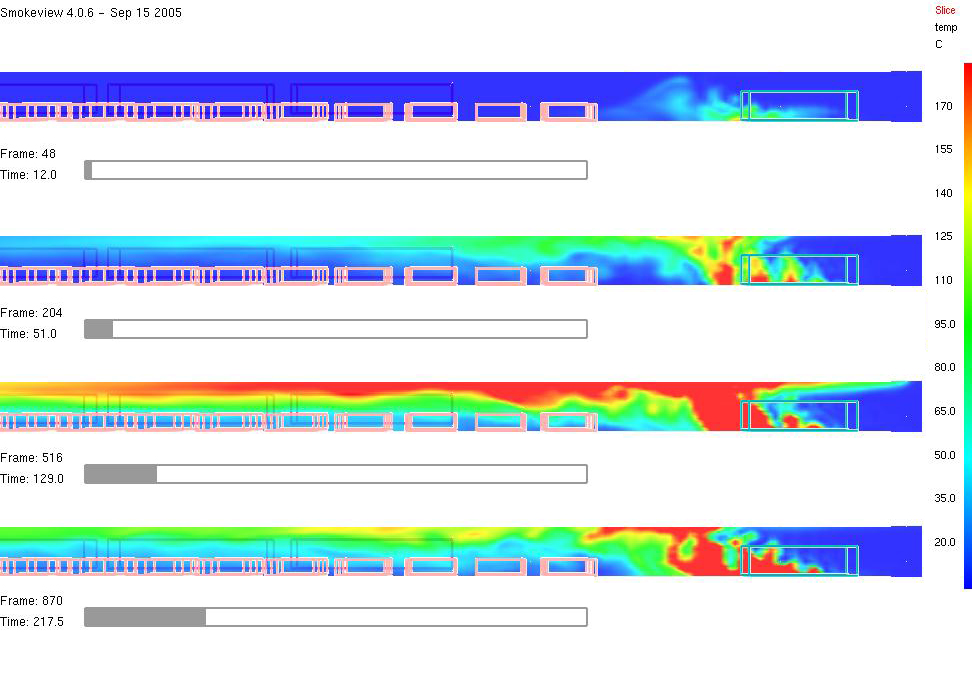 Smokeview 4.0.6 - Sep 15 2005
Slice
temp
C
170
155
140
125
110
95.0
80.0
65.0
50.0
35.0
20.0
Frame: 48
Time: 12.0
Frame: 204
Time: 51.0
Frame: 516
Time: 129.0
Frame: 870
Time: 217.5